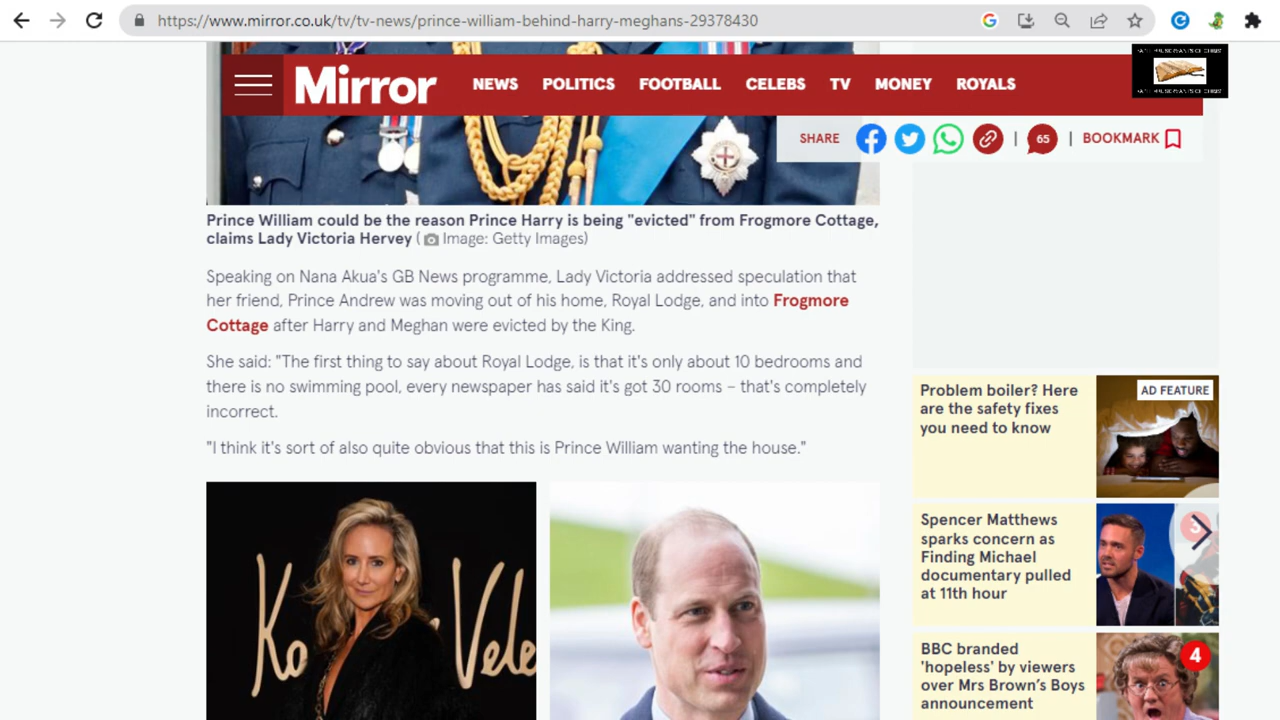 https://www.mirror.co.uk/tv/tv-news/prince-william-behind-harry-meghans-29378430
Mirror
NEWS POLITICS FOOTBALL CELEBS TV MONEY ROYALS
SHARE | 65 | BOOKMARK
Prince William could be the reason Prince Harry is being "evicted" from Frogmore Cottage,
claims Lady Victoria Hervey ( Image: Getty Images)
Speaking on Nana Akua's GB News programme, Lady Victoria addressed speculation that
her friend, Prince Andrew was moving out of his home, Royal Lodge, and into Frogmore
Cottage after Harry and Meghan were evicted by the King.
She said: "The first thing to say about Royal Lodge, is that it's only about 10 bedrooms and
there is no swimming pool, every newspaper has said it's got 30 rooms – that's completely
incorrect.
"I think it's sort of also quite obvious that this is Prince William wanting the house."
Problem boiler? Here
are the safety fixes
you need to know
AD FEATURE
Spencer Matthews
sparks concern as
Finding Michael
documentary pulled
at 11th hour
3
BBC branded
'hopeless' by viewers
over Mrs Brown's Boys
announcement
4